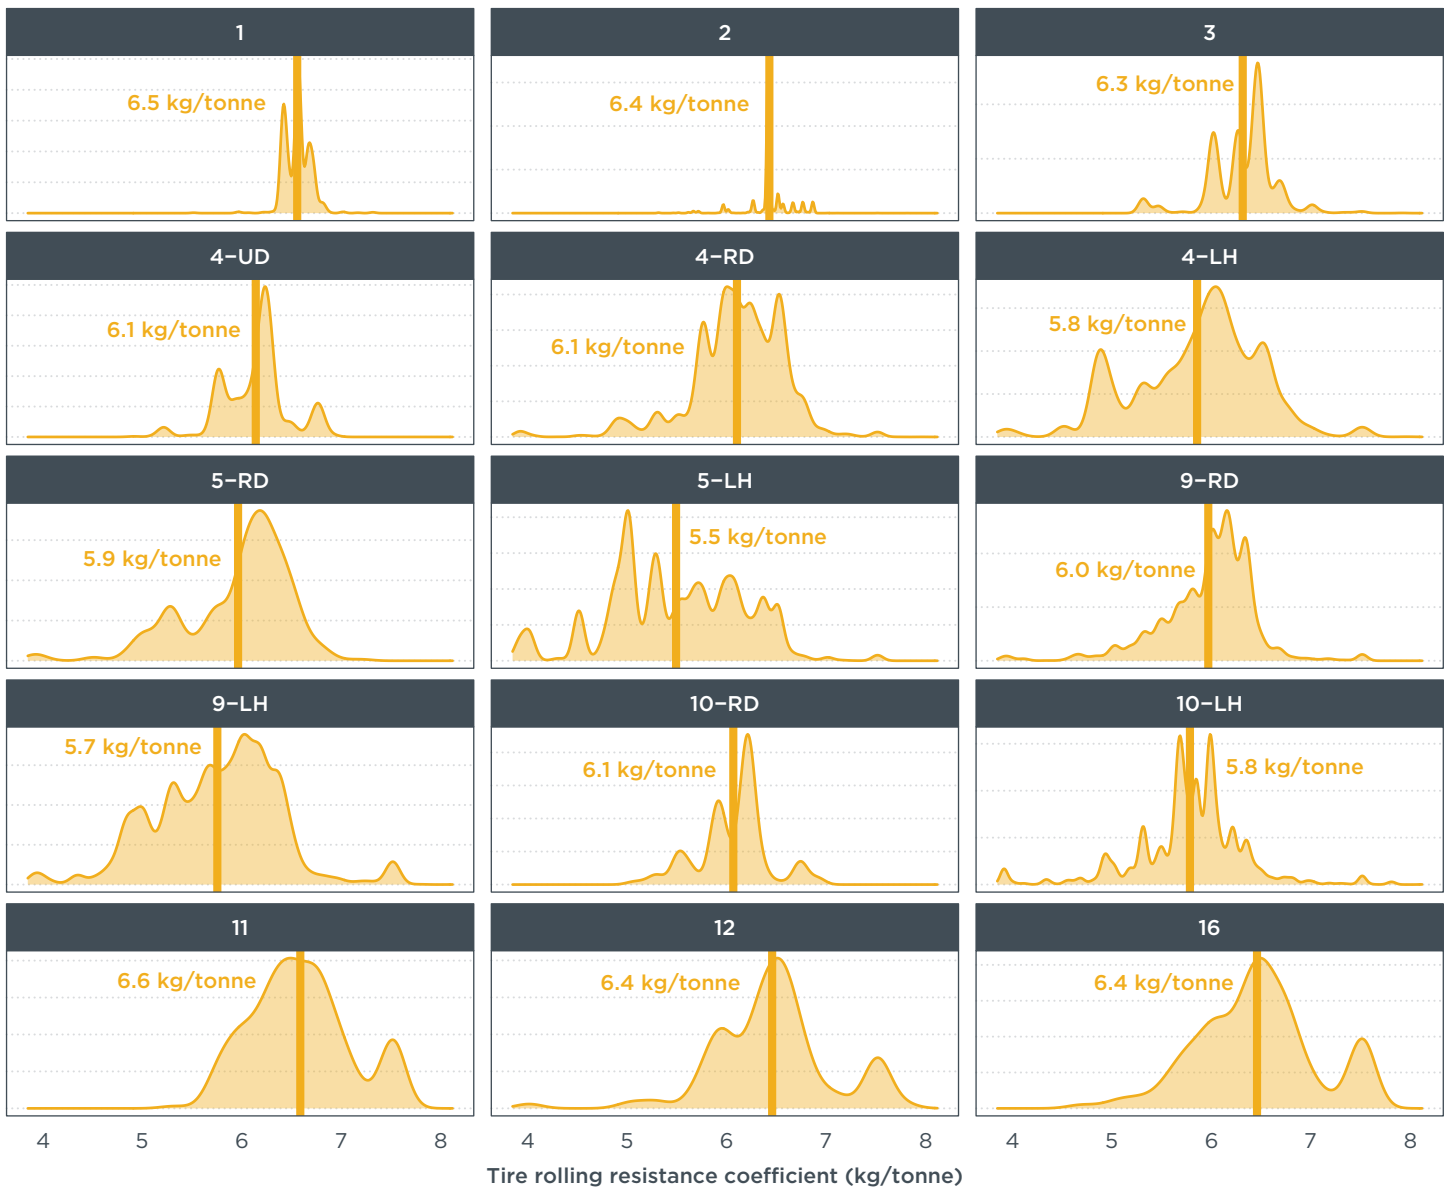 1
2
3
6.5 kg/tonne
6.4 kg/tonne
6.3 kg/tonne
4–UD
4–RD
4–LH
6.1 kg/tonne
6.1 kg/tonne
5.8 kg/tonne
5–RD
5–LH
9–RD
5.9 kg/tonne
5.5 kg/tonne
6.0 kg/tonne
9–LH
10–RD
10–LH
5.7 kg/tonne
6.1 kg/tonne
5.8 kg/tonne
11
12
16
6.6 kg/tonne
6.4 kg/tonne
6.4 kg/tonne
4 5 6 7 8
4 5 6 7 8
4 5 6 7 8
Tire rolling resistance coefficient (kg/tonne)